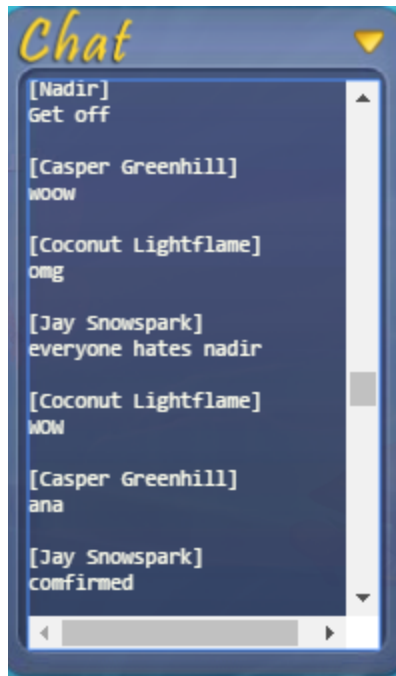 Chat
[Nadir]
Get off
[Casper Greenhill]
woow
[Coconut Lightflame]
omg
[Jay Snowspark]
everyone hates nadir
[Coconut Lightflame]
WOW
[Casper Greenhill]
ana
[Jay Snowspark]
comfirmed